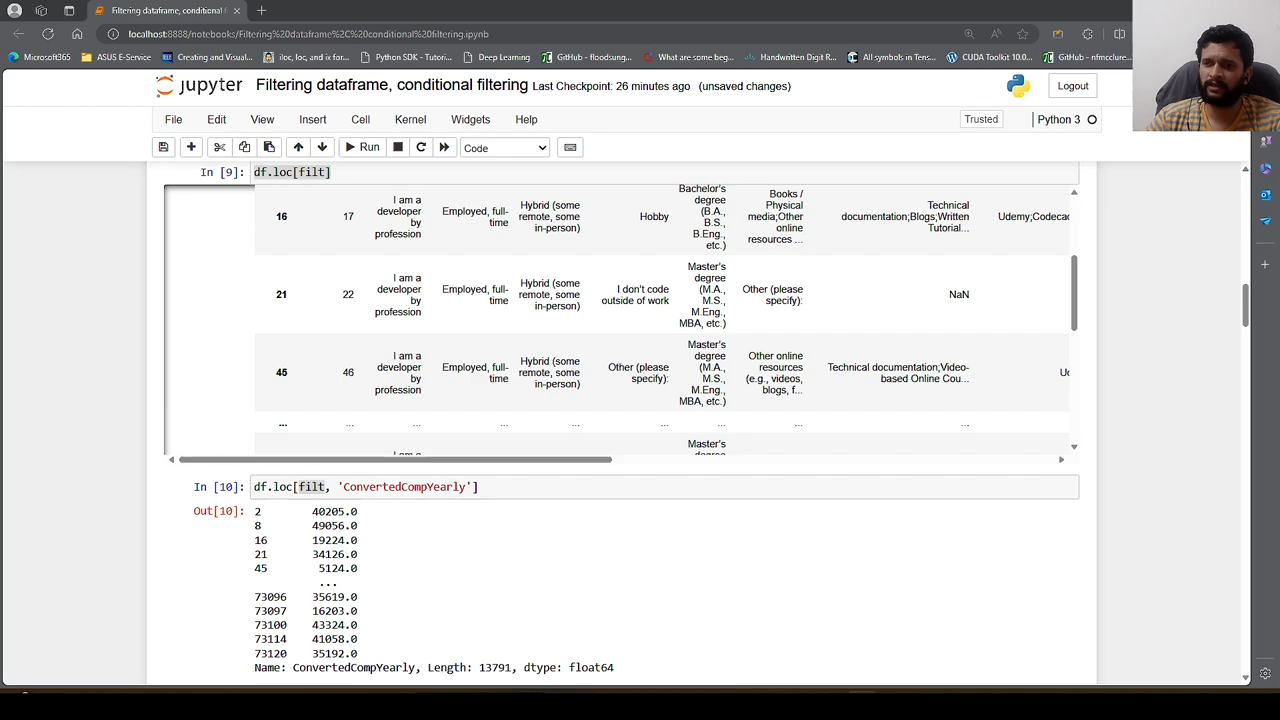 Filtering dataframe, conditional f
localhost:8888/notebooks/Filtering%20dataframe%2C%20conditional%20filtering.ipynb
Microsoft365 ASUS E-Service Creating and Visual... iloc, loc, and is for... Python SDK - Tutori... Deep Learning GitHub - floodsung... What are some beg... Handwritten Digit R... All symbols in Tens... CUDA Toolkit 10.0... GitHub - nfmcclure...
jupyter Filtering dataframe, conditional filtering Last Checkpoint: 26 minutes ago (unsaved changes) Logout
File Edit View Insert Cell Kernel Widgets Help Trusted Python 3
Run Code
In [9]: df.loc[filt]
16 17 I am a developer by profession Employed, full-time Hybrid (some remote, some in-person) Hobby Bachelor's degree (B.A., B.S., B.Eng., etc.) Books / Physical media;Other online resources ... Technical documentation;Blogs;Written Tutorial... Udemy;Codecad
21 22 I am a developer by profession Employed, full-time Hybrid (some remote, some in-person) I don't code outside of work Master's degree (M.A., M.S., M.Eng., MBA, etc.) Other (please specify): NaN
45 46 I am a developer by profession Employed, full-time Hybrid (some remote, some in-person) Other (please specify): Master's degree (M.A., M.S., M.Eng., MBA, etc.) Other online resources (e.g., videos, blogs, f... Technical documentation;Video-based Online Cou...
... ... ... ... ... ... ... ... ...
Master's
In [10]: df.loc[filt, 'ConvertedCompYearly']
Out[10]: 2 40205.0
8 49056.0
16 19224.0
21 34126.0
45 5124.0
...
73096 35619.0
73097 16203.0
73100 43324.0
73114 41058.0
73120 35192.0
Name: ConvertedCompYearly, Length: 13791, dtype: float64